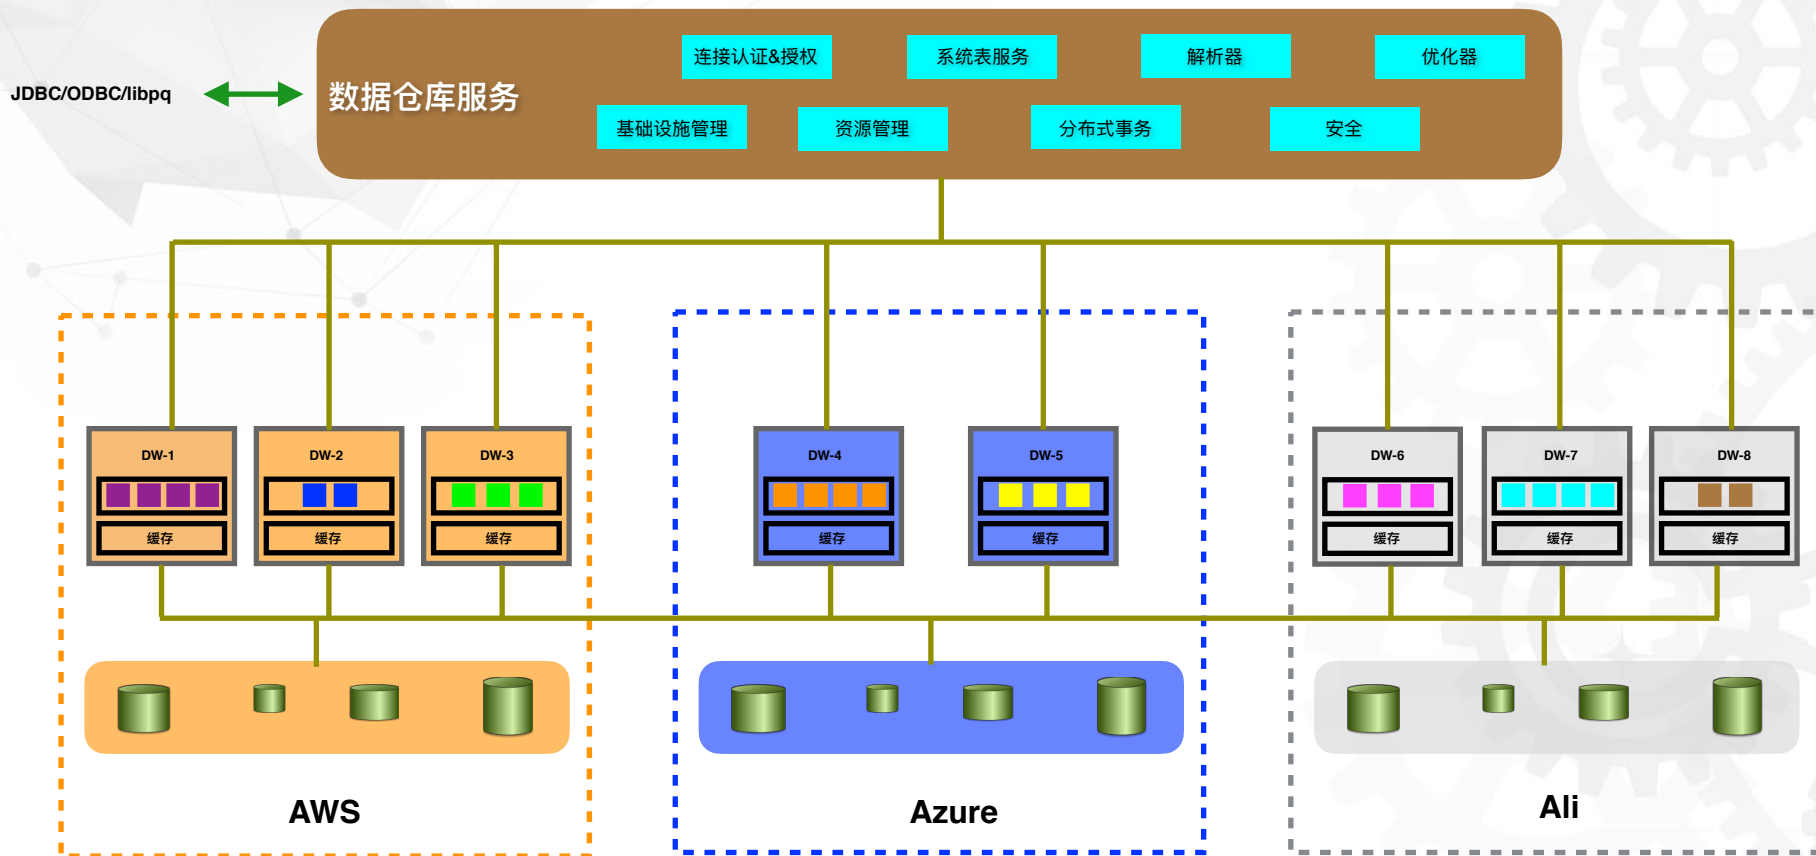 连接认证&授权
系统表服务
解析器
优化器
JDBC/ODBC/libpq
数据仓库服务
基础设施管理
资源管理
分布式事务
安全
DW-1
DW-2
DW-3
DW-4
DW-5
DW-6
DW-7
DW-8
缓存
缓存
缓存
缓存
缓存
缓存
缓存
缓存
AWS
Azure
Ali